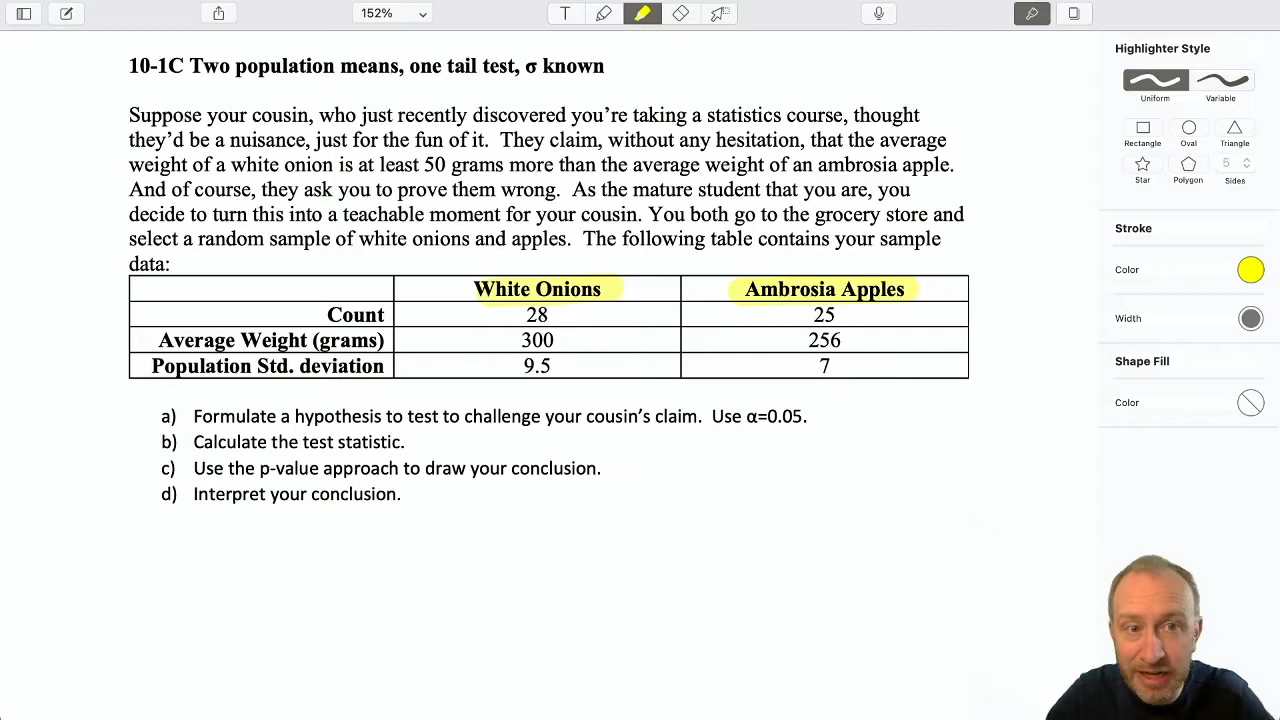 152%
T
10-1C Two population means, one tail test, σ known
Suppose your cousin, who just recently discovered you’re taking a statistics course, thought
they’d be a nuisance, just for the fun of it. They claim, without any hesitation, that the average
weight of a white onion is at least 50 grams more than the average weight of an ambrosia apple.
And of course, they ask you to prove them wrong. As the mature student that you are, you
decide to turn this into a teachable moment for your cousin. You both go to the grocery store and
select a random sample of white onions and apples. The following table contains your sample
data:
White Onions Ambrosia Apples
Count 28 25
Average Weight (grams) 300 256
Population Std. deviation 9.5 7
a) Formulate a hypothesis to test to challenge your cousin’s claim. Use α=0.05.
b) Calculate the test statistic.
c) Use the p-value approach to draw your conclusion.
d) Interpret your conclusion.
Highlighter Style
Uniform Variable
Rectangle Oval Triangle
5
Star Polygon Sides
Stroke
Color
Width
Shape Fill
Color